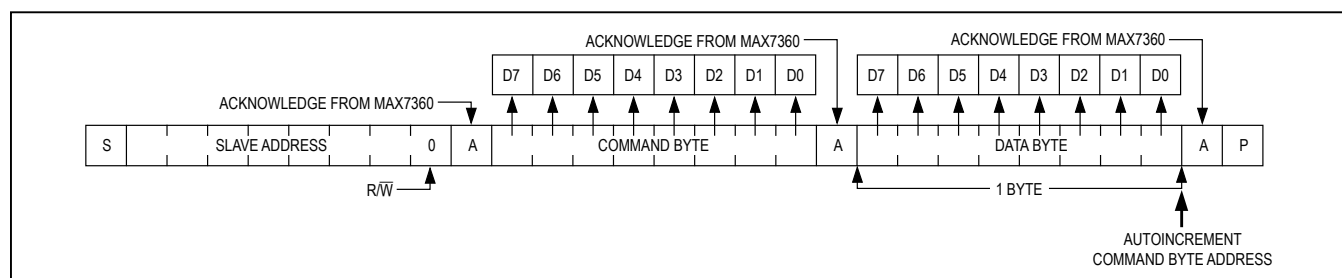 ACKNOWLEDGE FROM MAX7360 ACKNOWLEDGE FROM MAX7360
D7 D6 D5 D4 D3 D2 D1 D0 D7 D6 D5 D4 D3 D2 D1 D0
ACKNOWLEDGE FROM MAX7360
S SLAVE ADDRESS 0 A COMMAND BYTE A DATA BYTE A P
R/W̅ 1 BYTE
AUTOINCREMENT
COMMAND BYTE ADDRESS